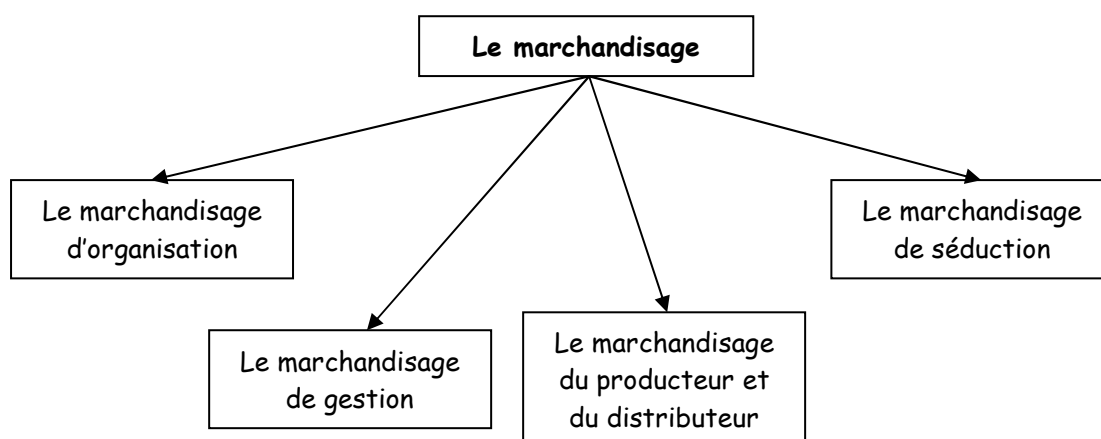 Le marchandisage
Le marchandisage
d'organisation
Le marchandisage
de séduction
Le marchandisage
de gestion
Le marchandisage
du producteur et
du distributeur